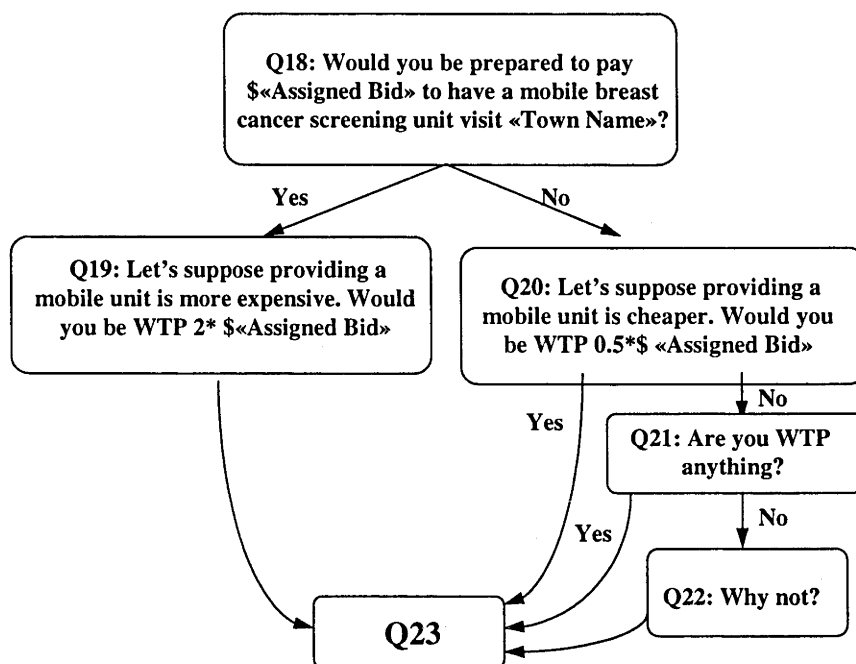 Q18: Would you be prepared to pay
$«Assigned Bid» to have a mobile breast
cancer screening unit visit «Town Name»?
Yes
No
Q19: Let's suppose providing a
mobile unit is more expensive. Would
you be WTP 2* $«Assigned Bid»
Q20: Let's suppose providing a
mobile unit is cheaper. Would you
be WTP 0.5*$ «Assigned Bid»
Yes
No
Q21: Are you WTP
anything?
Yes
No
Q22: Why not?
Q23